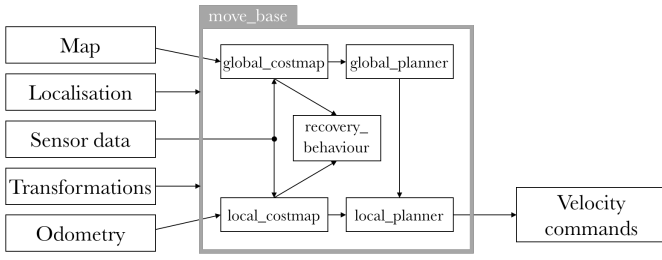 move_base
Map
global_costmap
global_planner
Localisation
Sensor data
recovery_
behaviour
Transformations
Odometry
local_costmap
local_planner
Velocity
commands